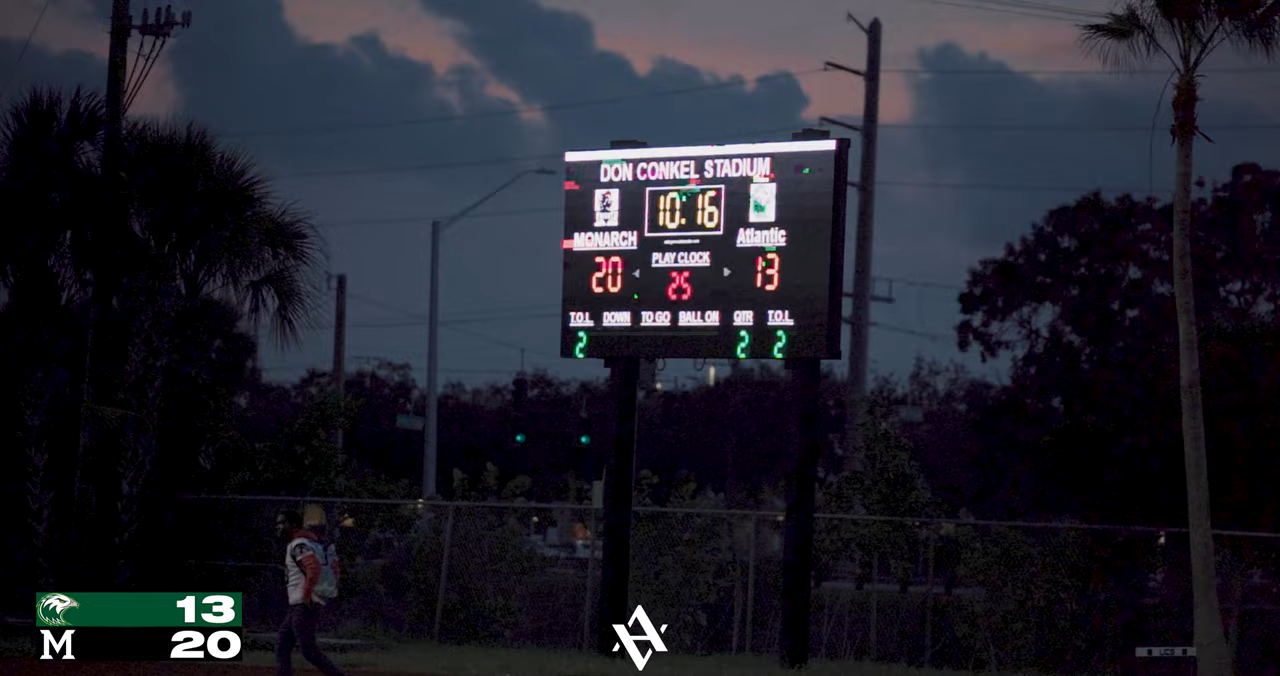 DON CONKEL STADIUM
10:16
MONARCH
Atlantic
PLAY CLOCK
20
25
13
T.O.L DOWN TO GO BALL ON QTR T.O.L
2 2 2
13
M 20
UCS